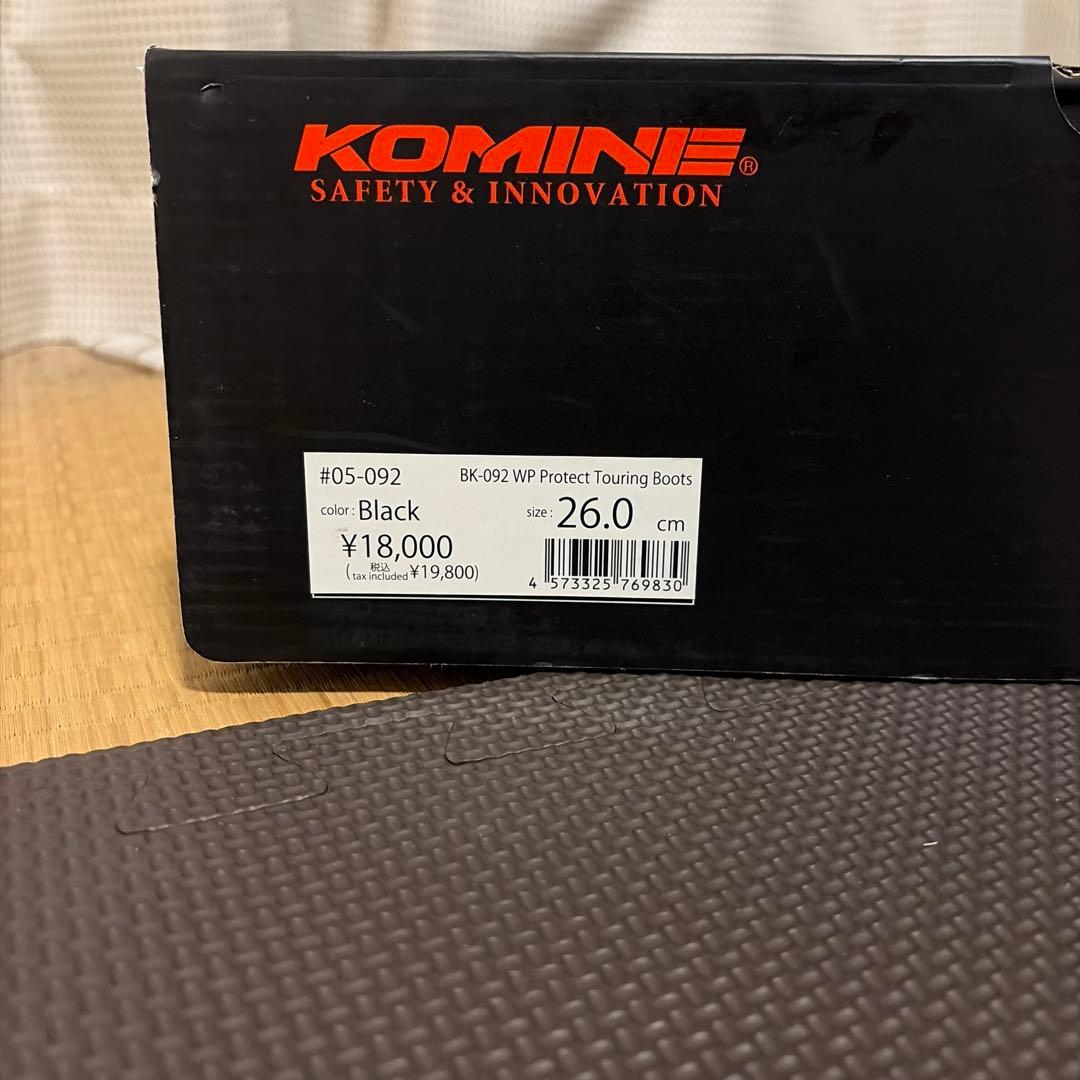 KOMINE®
SAFETY & INNOVATION
#05-092 BK-092 WP Protect Touring Boots
color : Black size : 26.0 cm
¥18,000
(税込 tax included ¥19,800)
4 573325 769830